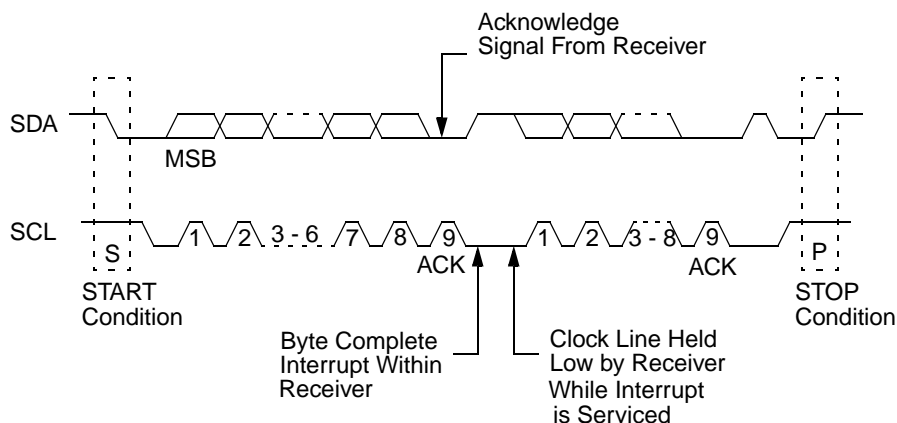 Acknowledge
Signal From Receiver
SDA
MSB
SCL
S
1
2
3 - 6
7
8
9
ACK
1
2
3 - 8
9
ACK
P
START
Condition
STOP
Condition
Byte Complete
Interrupt Within
Receiver
Clock Line Held
Low by Receiver
While Interrupt
is Serviced